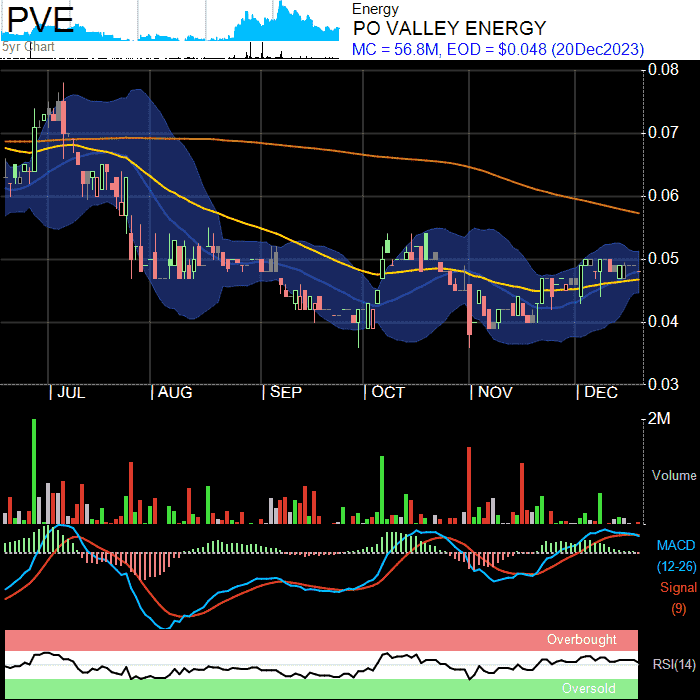 PVE
5yr Chart
Energy
PO VALLEY ENERGY
MC = 56.8M, EOD = $0.048 (20Dec2023)
0.08
0.07
0.06
0.05
0.04
0.03
JUL
AUG
SEP
OCT
NOV
DEC
2M
Volume
MACD
(12-26)
Signal
(9)
Overbought
RSI(14)
Oversold